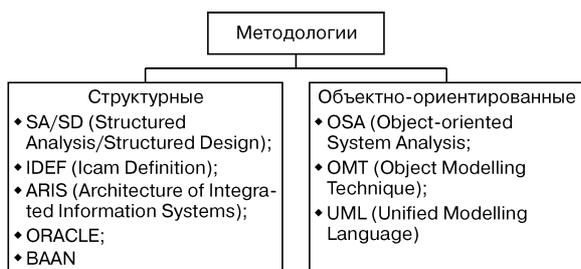 Методологии
Структурные
◆ SA/SD (Structured
Analysis/Structured Design);
◆ IDEF (Icam Definition);
◆ ARIS (Architecture of Integra-
ted Information Systems);
◆ ORACLE;
◆ BAAN
Объектно-ориентированные
◆ OSA (Object-oriented
System Analysis;
◆ OMT (Object Modelling
Technique);
◆ UML (Unified Modelling
Language)